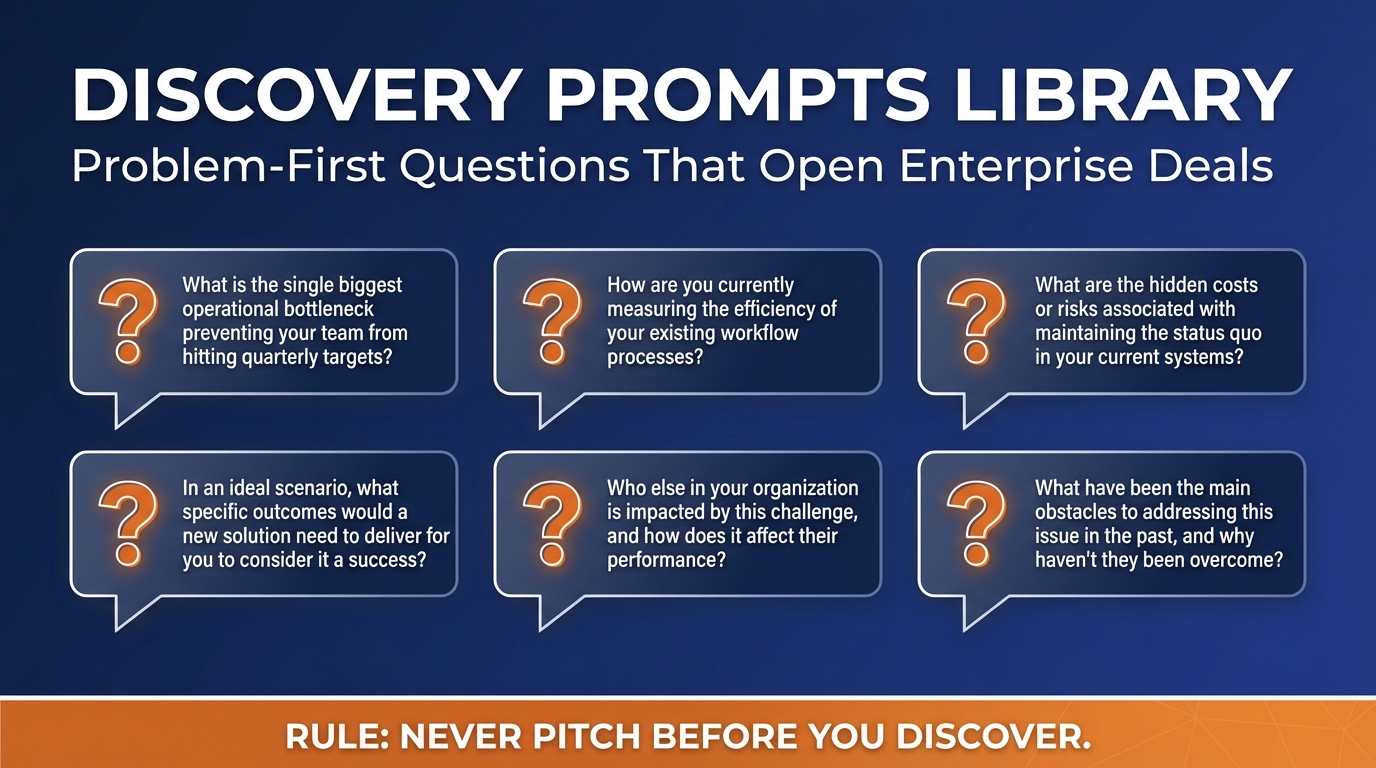 DISCOVERY PROMPTS LIBRARY
Problem-First Questions That Open Enterprise Deals
What is the single biggest
operational bottleneck
preventing your team from
hitting quarterly targets?
How are you currently
measuring the efficiency of
your existing workflow
processes?
What are the hidden costs
or risks associated with
maintaining the status quo
in your current systems?
In an ideal scenario, what
specific outcomes would a
new solution need to deliver for
you to consider it a success?
Who else in your organization
is impacted by this challenge,
and how does it affect their
performance?
What have been the main
obstacles to addressing this
issue in the past, and why
haven't they been overcome?
RULE: NEVER PITCH BEFORE YOU DISCOVER.